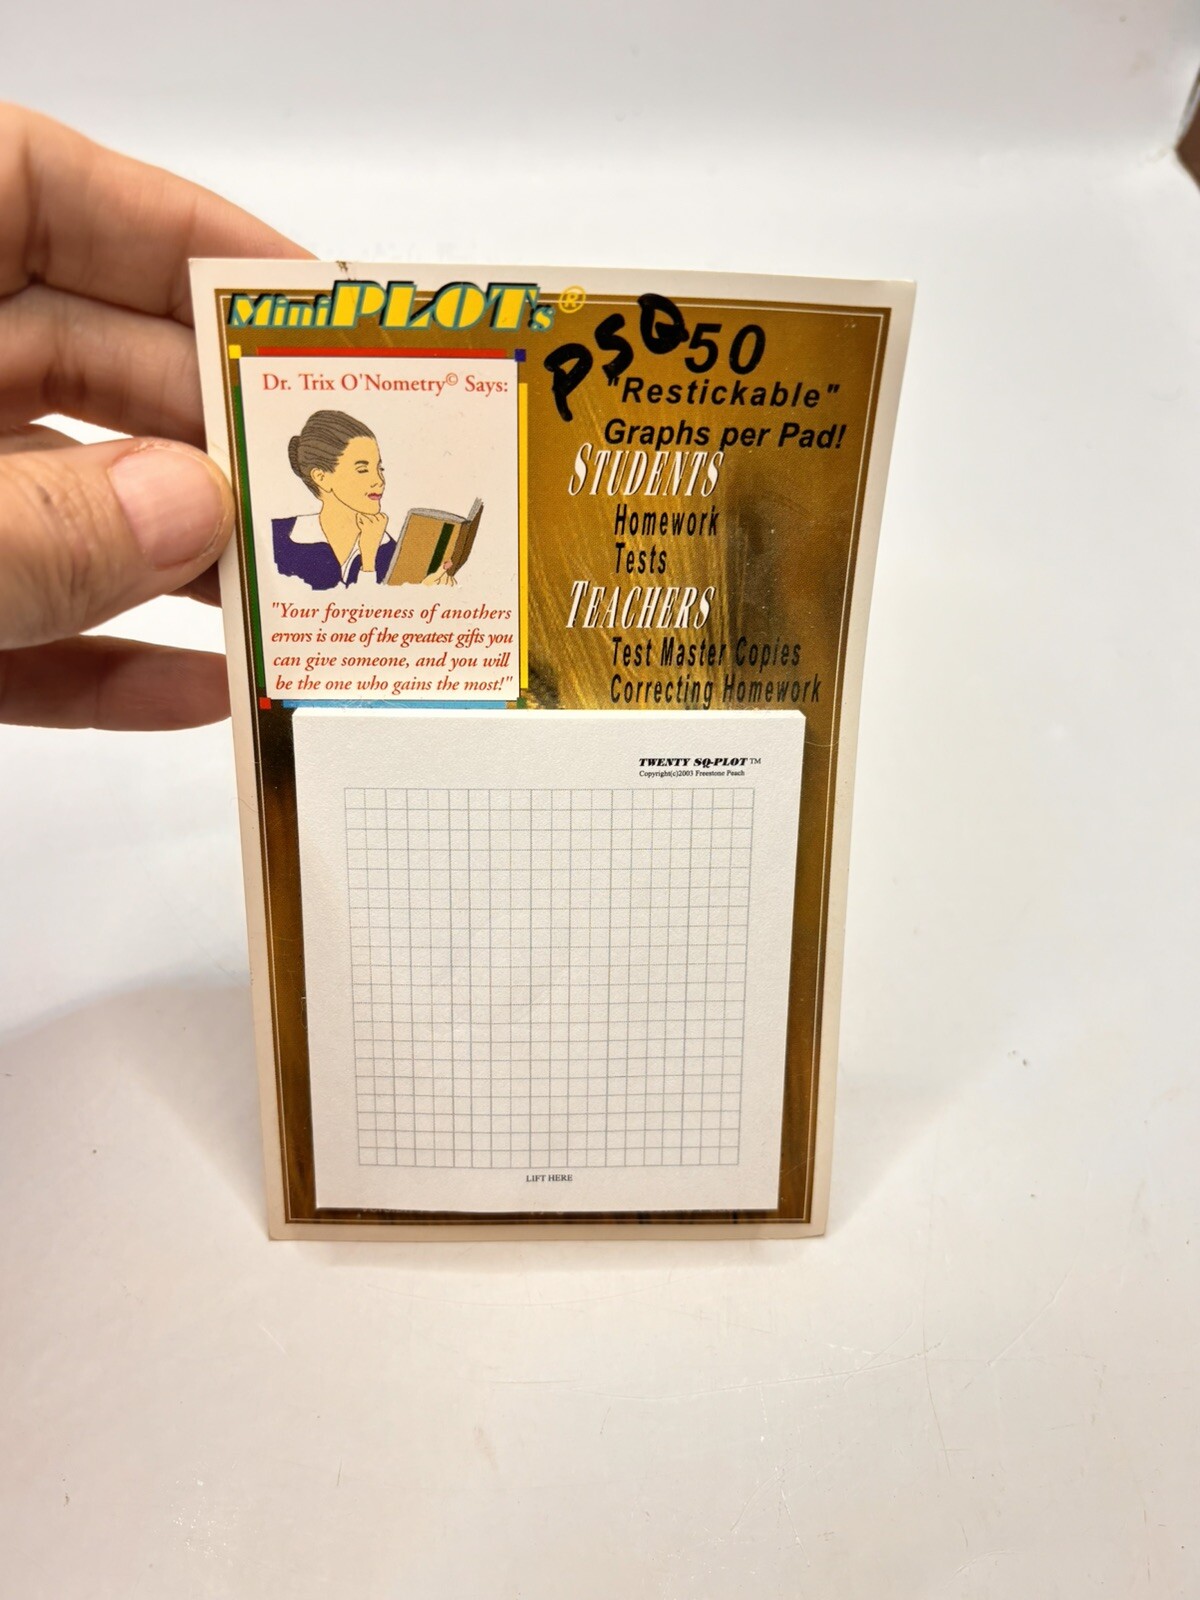 MiniPLOTs®
PSQ
50
"Restickable"
Graphs per Pad!
STUDENTS
Homework
Tests
TEACHERS
Test Master Copies
Correcting Homework
Dr. Trix O'Nometry© Says:
"Your forgiveness of anothers
errors is one of the greatest gifts you
can give someone, and you will
be the one who gains the most!"
TWENTY SQ-PLOT™
Copyright(c)2003 Freestone Peach
LIFT HERE